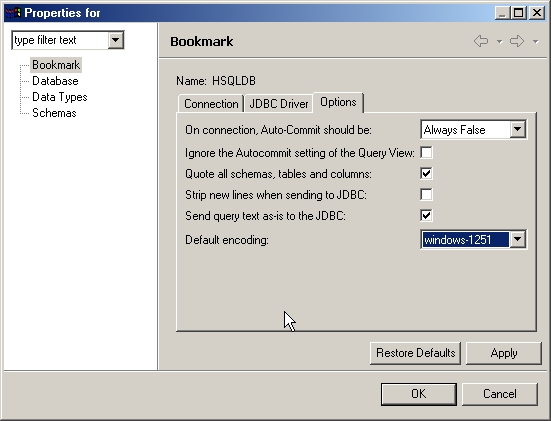 Properties for
type filter text
Bookmark
Database
Data Types
Schemas
Bookmark
Name: HSQLDB
Connection JDBC Driver Options
On connection, Auto-Commit should be: Always False
Ignore the Autocommit setting of the Query View:
Quote all schemas, tables and columns:
Strip new lines when sending to JDBC:
Send query text as-is to the JDBC:
Default encoding: windows-1251
Restore Defaults Apply
OK Cancel